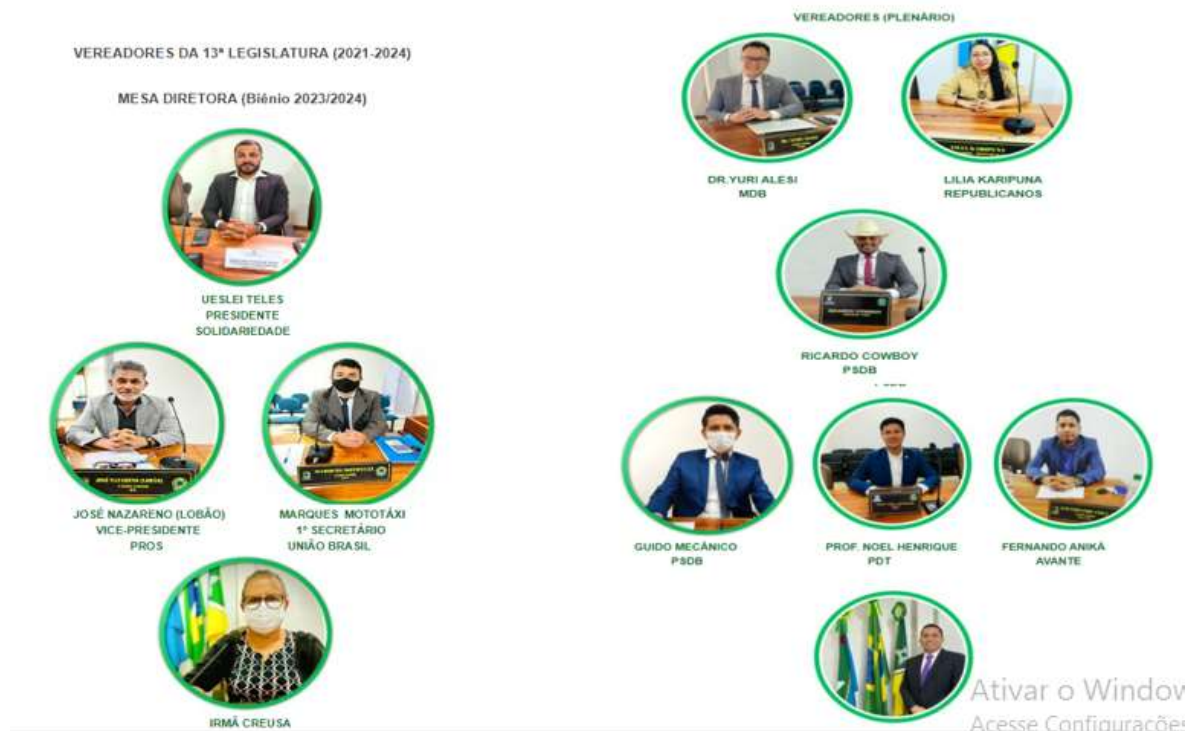 VEREADORES DA 13ª LEGISLATURA (2021-2024)
MESA DIRETORA (Biênio 2023/2024)
UESLEI TELES
PRESIDENTE
SOLIDARIEDADE
JOSÉ NAZARENO (LOBÃO)
VICE-PRESIDENTE
PROS
MARQUES MOTOTÁXI
1º SECRETÁRIO
UNIÃO BRASIL
IRMÃ CREUSA
VEREADORES (PLENÁRIO)
DR.YURI ALESI
MDB
LILIA KARIPUNA
REPUBLICANOS
RICARDO COWBOY
PSDB
GUIDO MECÂNICO
PSDB
PROF. NOEL HENRIQUE
PDT
FERNANDO ANIKÁ
AVANTE
Ativar o Window
Acesse Configurações